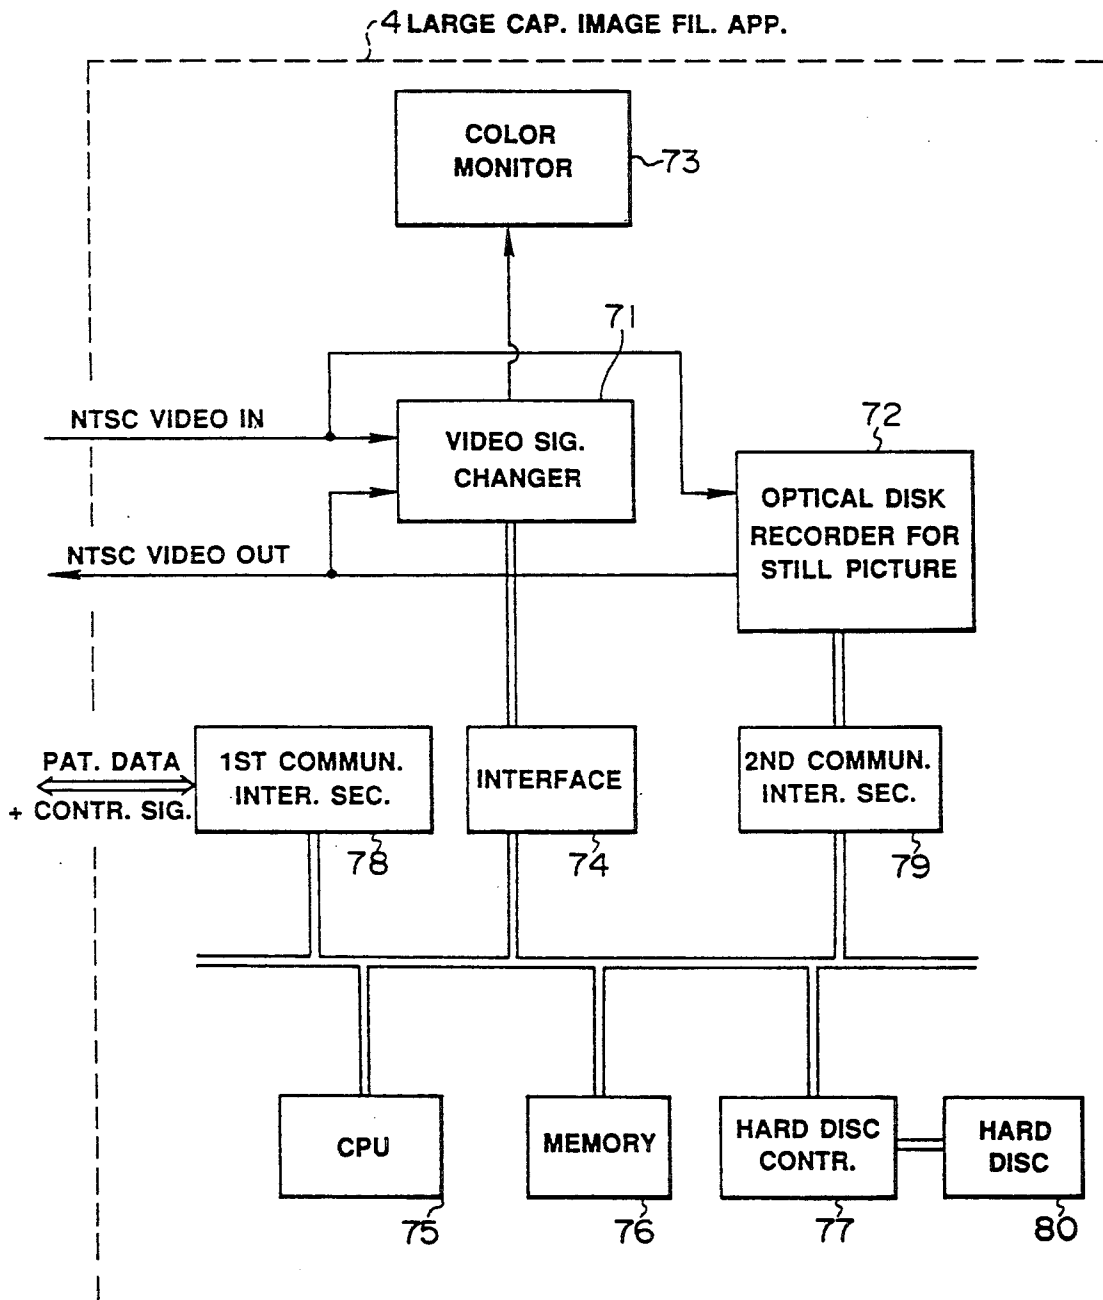 4 LARGE CAP. IMAGE FIL. APP.
COLOR
MONITOR
73
71
NTSC VIDEO IN
VIDEO SIG.
CHANGER
72
OPTICAL DISK
RECORDER FOR
STILL PICTURE
NTSC VIDEO OUT
PAT. DATA
+ CONTR. SIG.
1ST COMMUN.
INTER. SEC.
78
INTERFACE
74
2ND COMMUN.
INTER. SEC.
79
CPU
75
MEMORY
76
HARD DISC
CONTR.
77
HARD
DISC
80